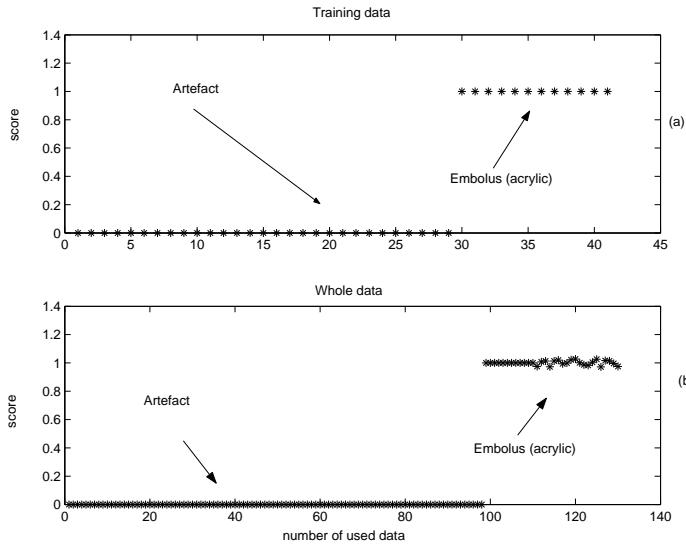 Training data
1.4
1.2
1
0.8
0.6
0.4
0.2
0
score
Artefact
Embolus (acrylic)
(a)
0 5 10 15 20 25 30 35 40 45
Whole data
1.4
1.2
1
0.8
0.6
0.4
0.2
0
score
Artefact
Embolus (acrylic)
(b
0 20 40 60 80 100 120 140
number of used data